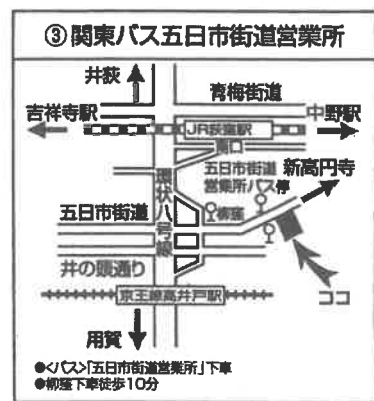 ③関東バス五日市街道営業所
井荻
青梅街道
吉祥寺駅
中野駅
JR荻窪駅
南口
五日市街道
営業所バス停
新高円寺
環状八号線
五日市街道
柳窪
井の頭通り
ココ
京王線高井戸駅
用賀
●<バス>「五日市街道営業所」下車
●柳窪下車徒歩10分